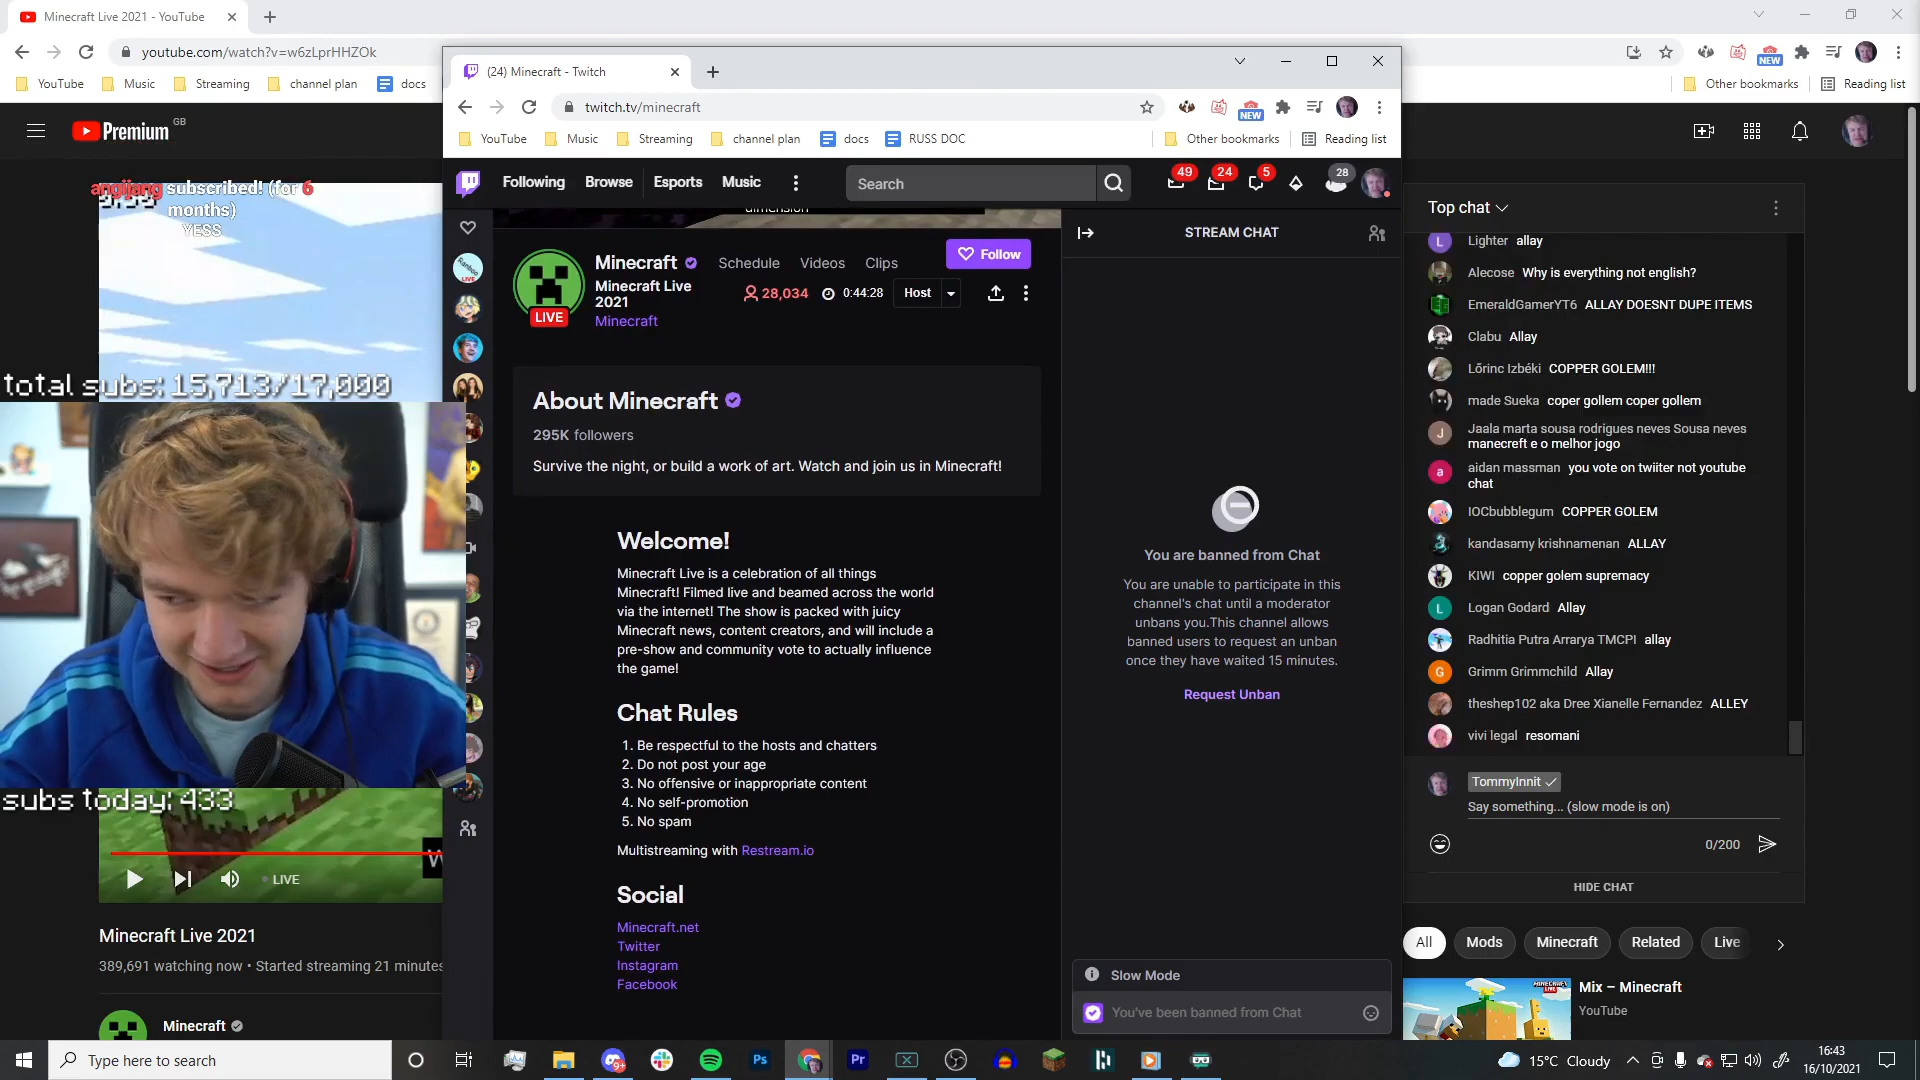 Minecraft Live 2021 - YouTube
youtube.com/watch?v=w6zLprHHZOk
YouTube
Music
Streaming
channel plan
docs
Other bookmarks
Reading list
NEW
Premium GB
angijang subscribed! (for 6
months)
YESS
total subs: 15,713/17,000
subs today: 433
LIVE
Minecraft Live 2021
389,691 watching now • Started streaming 21 minutes
Minecraft
(24) Minecraft - Twitch
twitch.tv/minecraft
NEW
YouTube
Music
Streaming
channel plan
docs
RUSS DOC
Other bookmarks
Reading list
Following
Browse
Esports
Music
Search
49
24
5
28
dimension
LIVE
Minecraft
Schedule
Videos
Clips
Follow
Minecraft Live
2021
Minecraft
28,034
0:44:28
Host
LIVE
About Minecraft
295K followers
Survive the night, or build a work of art. Watch and join us in Minecraft!
Welcome!
Minecraft Live is a celebration of all things
Minecraft! Filmed live and beamed across the world
via the internet! The show is packed with juicy
Minecraft news, content creators, and will include a
pre-show and community vote to actually influence
the game!
Chat Rules
1. Be respectful to the hosts and chatters
2. Do not post your age
3. No offensive or inappropriate content
4. No self-promotion
5. No spam
Multistreaming with Restream.io
Social
Minecraft.net
Twitter
Instagram
Facebook
STREAM CHAT
You are banned from Chat
You are unable to participate in this
channel's chat until a moderator
unbans you.This channel allows
banned users to request an unban
once they have waited 15 minutes.
Request Unban
Slow Mode
You've been banned from Chat
Top chat
Lighter allay
Alecose Why is everything not english?
EmeraldGamerYT6 ALLAY DOESNT DUPE ITEMS
Clabu Allay
Lőrinc Izbéki COPPER GOLEM!!!
made Sueka coper gollem coper gollem
Jaala marta sousa rodrigues neves Sousa neves
manecreft e o melhor jogo
aidan massman you vote on twiiter not youtube
chat
IOCbubblegum COPPER GOLEM
kandasamy krishnamenan ALLAY
KIWI copper golem supremacy
Logan Godard Allay
Radhitia Putra Arrarya TMCPI allay
Grimm Grimmchild Allay
theshep102 aka Dree Xianelle Fernandez ALLEY
vivi legal resomani
TommyInnit
Say something... (slow mode is on)
0/200
HIDE CHAT
All
Mods
Minecraft
Related
Live
Mix – Minecraft
YouTube
Type here to search
9+
Ps
Pr
15°C Cloudy
16:43
16/10/2021